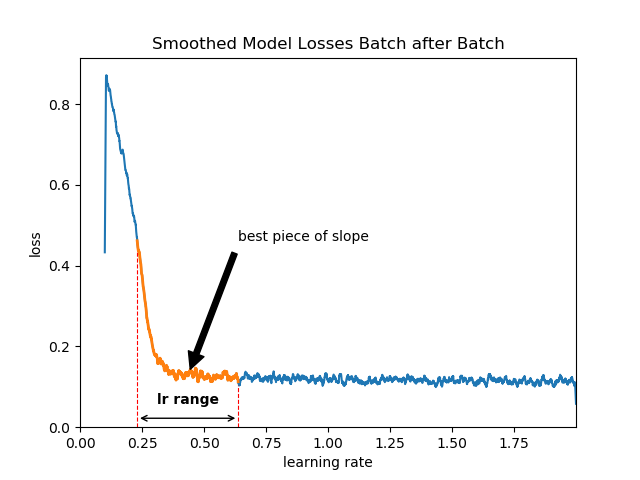 Smoothed Model Losses Batch after Batch
0.8
0.6
0.4
0.2
0.0
loss
best piece of slope
lr range
0.00 0.25 0.50 0.75 1.00 1.25 1.50 1.75
learning rate